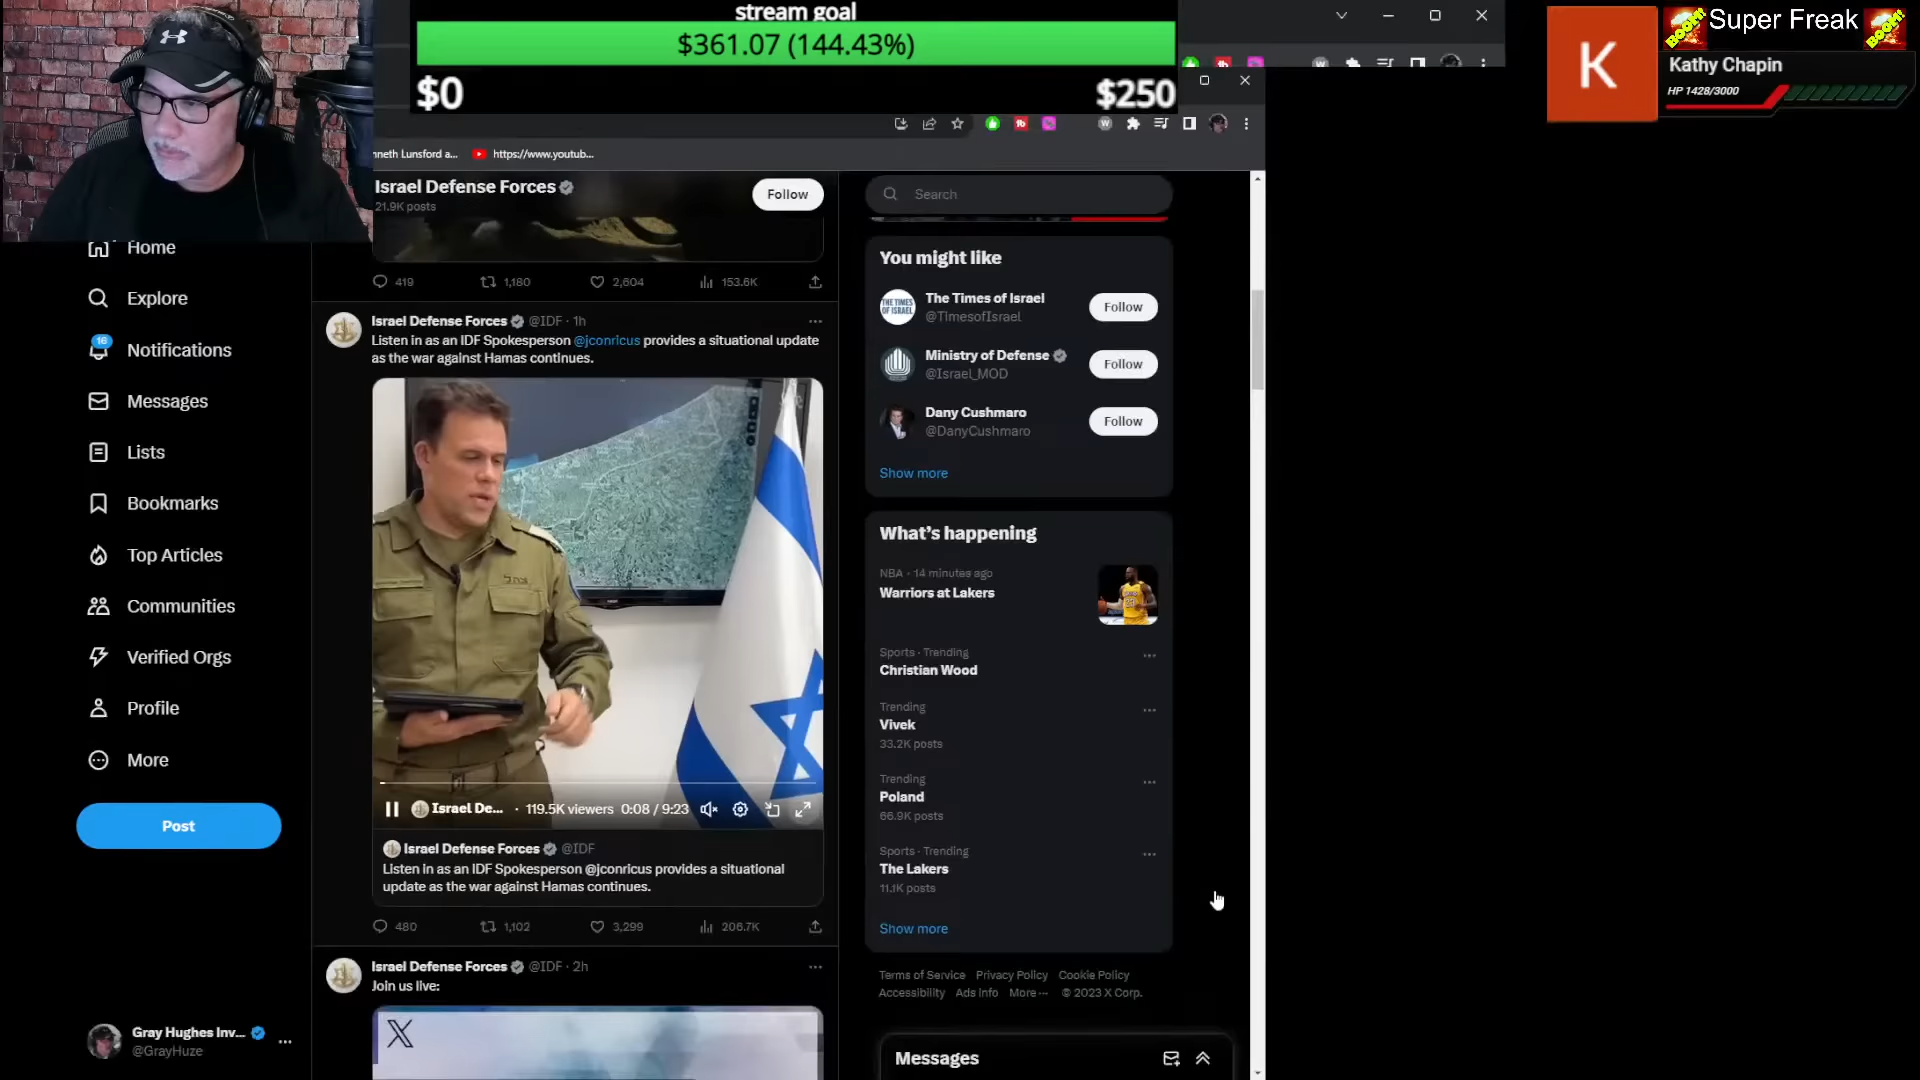 stream goal
$361.07 (144.43%)
$0
$250
BOOM!
Super Freak
BOOM!
K
Kathy Chapin
HP 1428/3000
nneth Lunsford a...
https://www.youtub...
Israel Defense Forces
21.9K posts
Follow
Search
Home
Explore
16
Notifications
Messages
Lists
Bookmarks
Top Articles
Communities
Verified Orgs
Profile
More
Post
Gray Hughes Inv...
@GrayHuze
419
1,180
2,604
153.6K
Israel Defense Forces @IDF · 1h
Listen in as an IDF Spokesperson @jconricus provides a situational update
as the war against Hamas continues.
Israel De... · 119.5K viewers 0:08 / 9:23
Israel Defense Forces @IDF
Listen in as an IDF Spokesperson @jconricus provides a situational
update as the war against Hamas continues.
480
1,102
3,299
206.7K
Israel Defense Forces @IDF · 2h
Join us live:
You might like
THE TIMES
OF ISRAEL
The Times of Israel
@TimesofIsrael
Follow
Ministry of Defense
@Israel_MOD
Follow
Dany Cushmaro
@DanyCushmaro
Follow
Show more
What's happening
NBA · 14 minutes ago
Warriors at Lakers
Sports · Trending
Christian Wood
Trending
Vivek
33.2K posts
Trending
Poland
66.9K posts
Sports · Trending
The Lakers
11.1K posts
Show more
Terms of Service Privacy Policy Cookie Policy
Accessibility Ads info More ··· © 2023 X Corp.
Messages